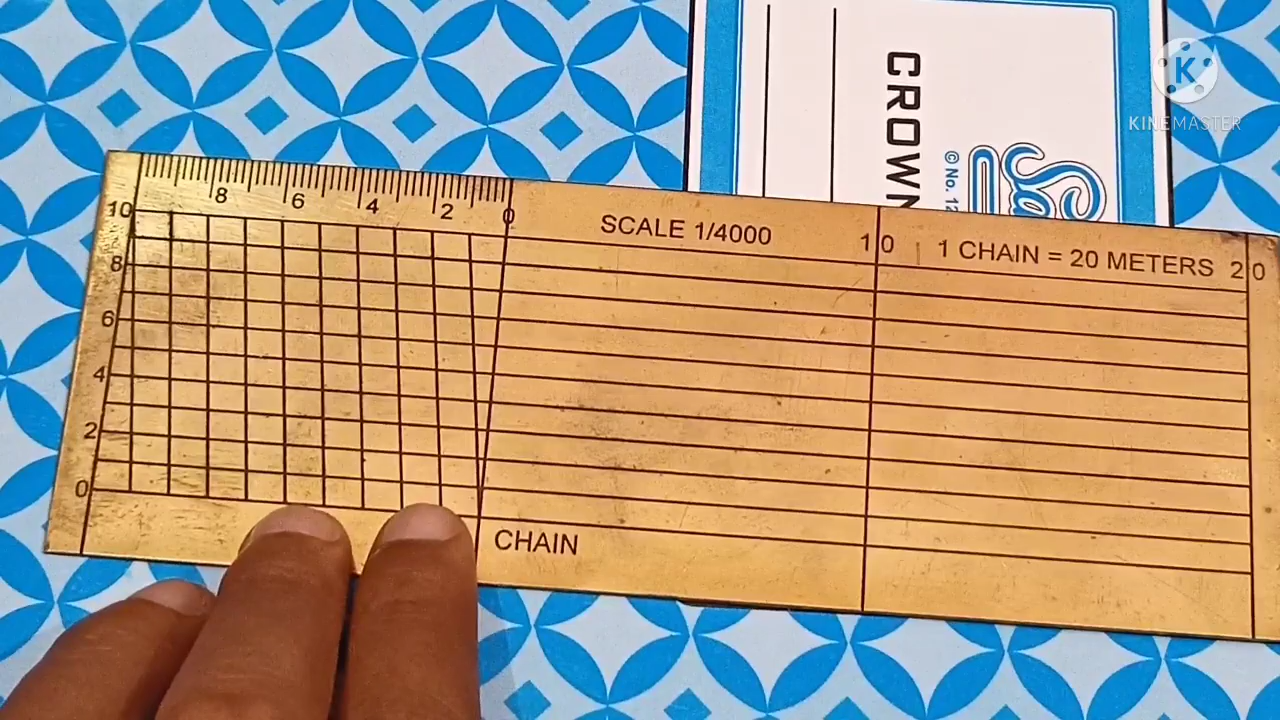 CROWN
© No. 12
KINEMASTER
8 6 4 2 0
10 SCALE 1/4000 10 1 CHAIN = 20 METERS 20
8
6
4
2
0
CHAIN